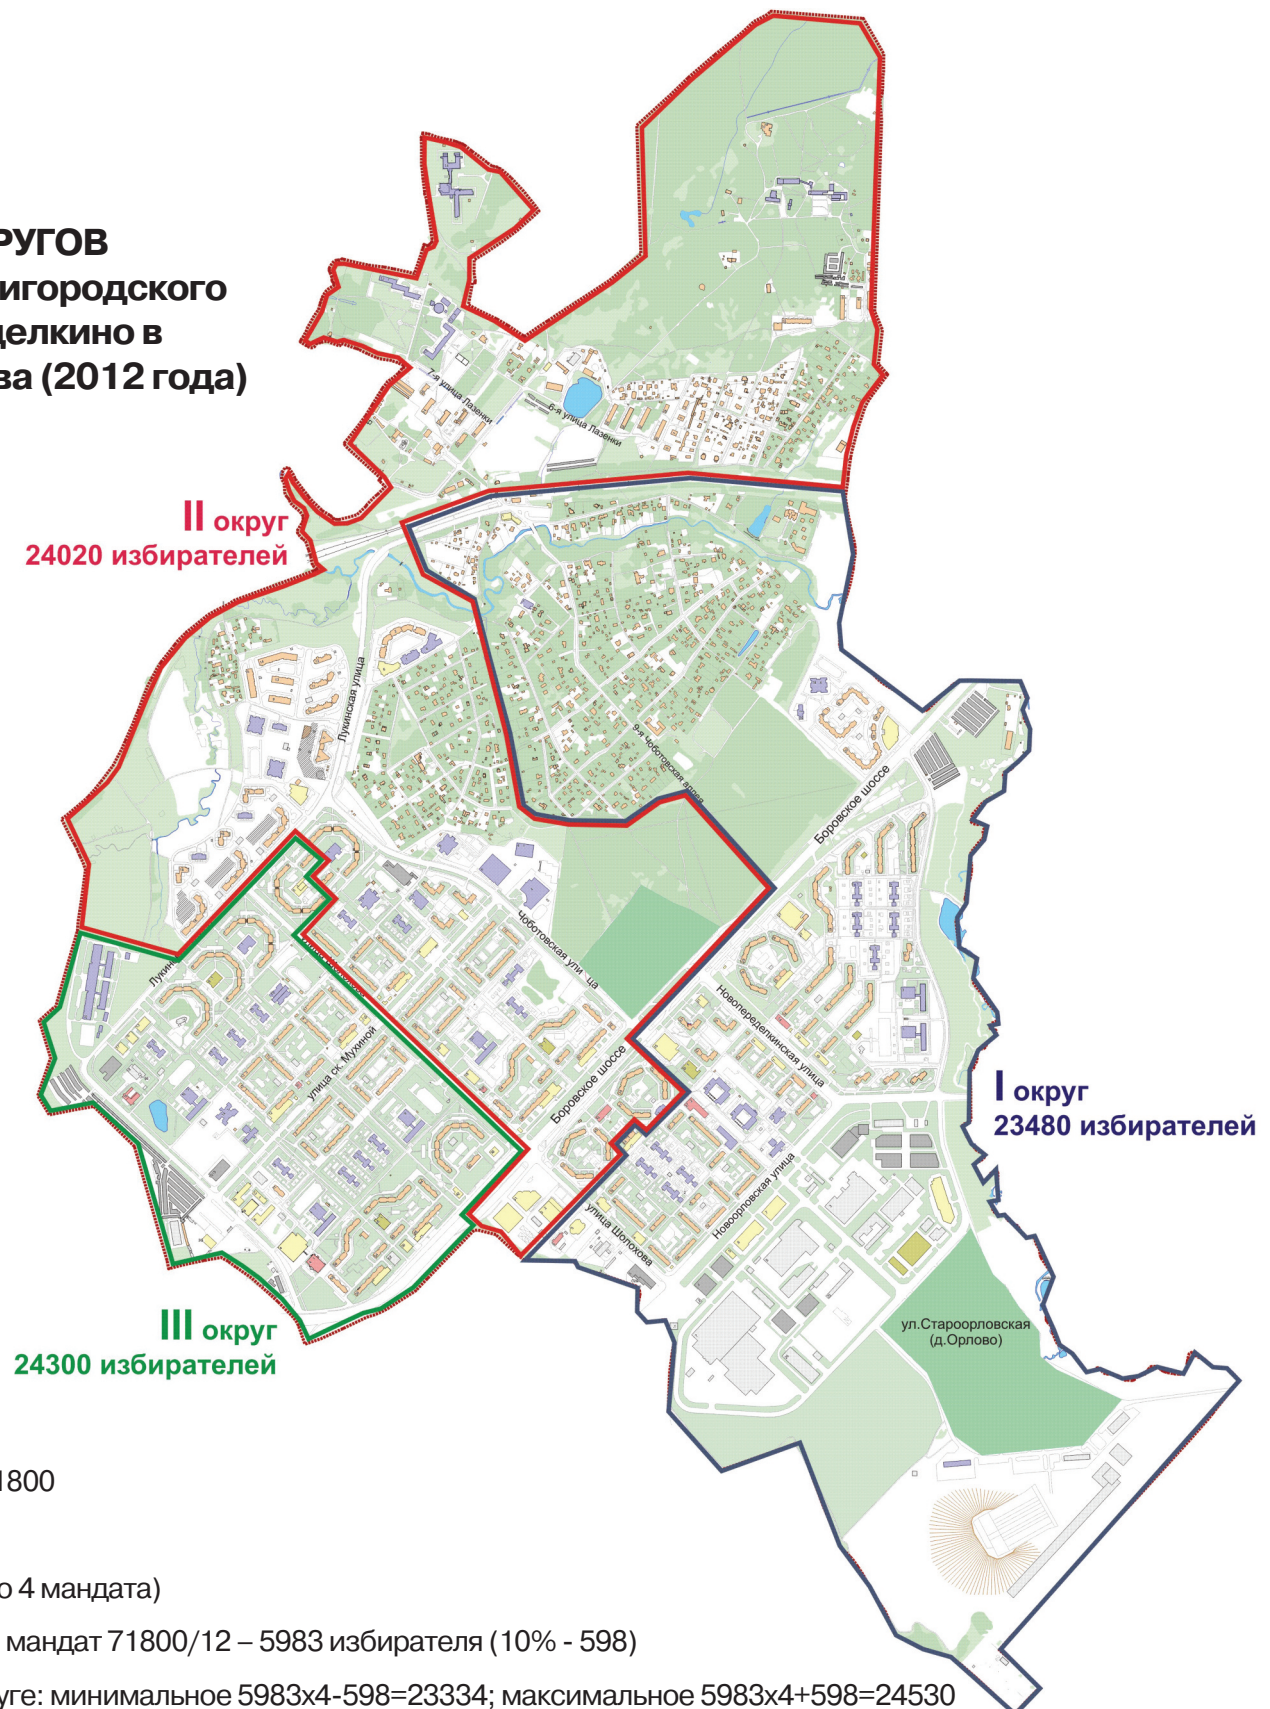 РУГОВ
игородского
делкино в
ва (2012 года)
7-я улица Лазенки
6-я улица Лазенки
II округ
24020 избирателей
Лукинская улица
9-я Чоботовская аллея
Боровское шоссе
Чоботовская ули ца
Лукин
Новопеределкинская улица
улица ск. Мухиной
Боровское шоссе
I округ
23480 избирателей
Новоорловская улица
улица Шолохова
III округ
24300 избирателей
ул.Староорловская
(д.Орлово)
1800
о 4 мандата)
мандат 71800/12 – 5983 избирателя (10% - 598)
уге: минимальное 5983х4-598=23334; максимальное 5983х4+598=24530